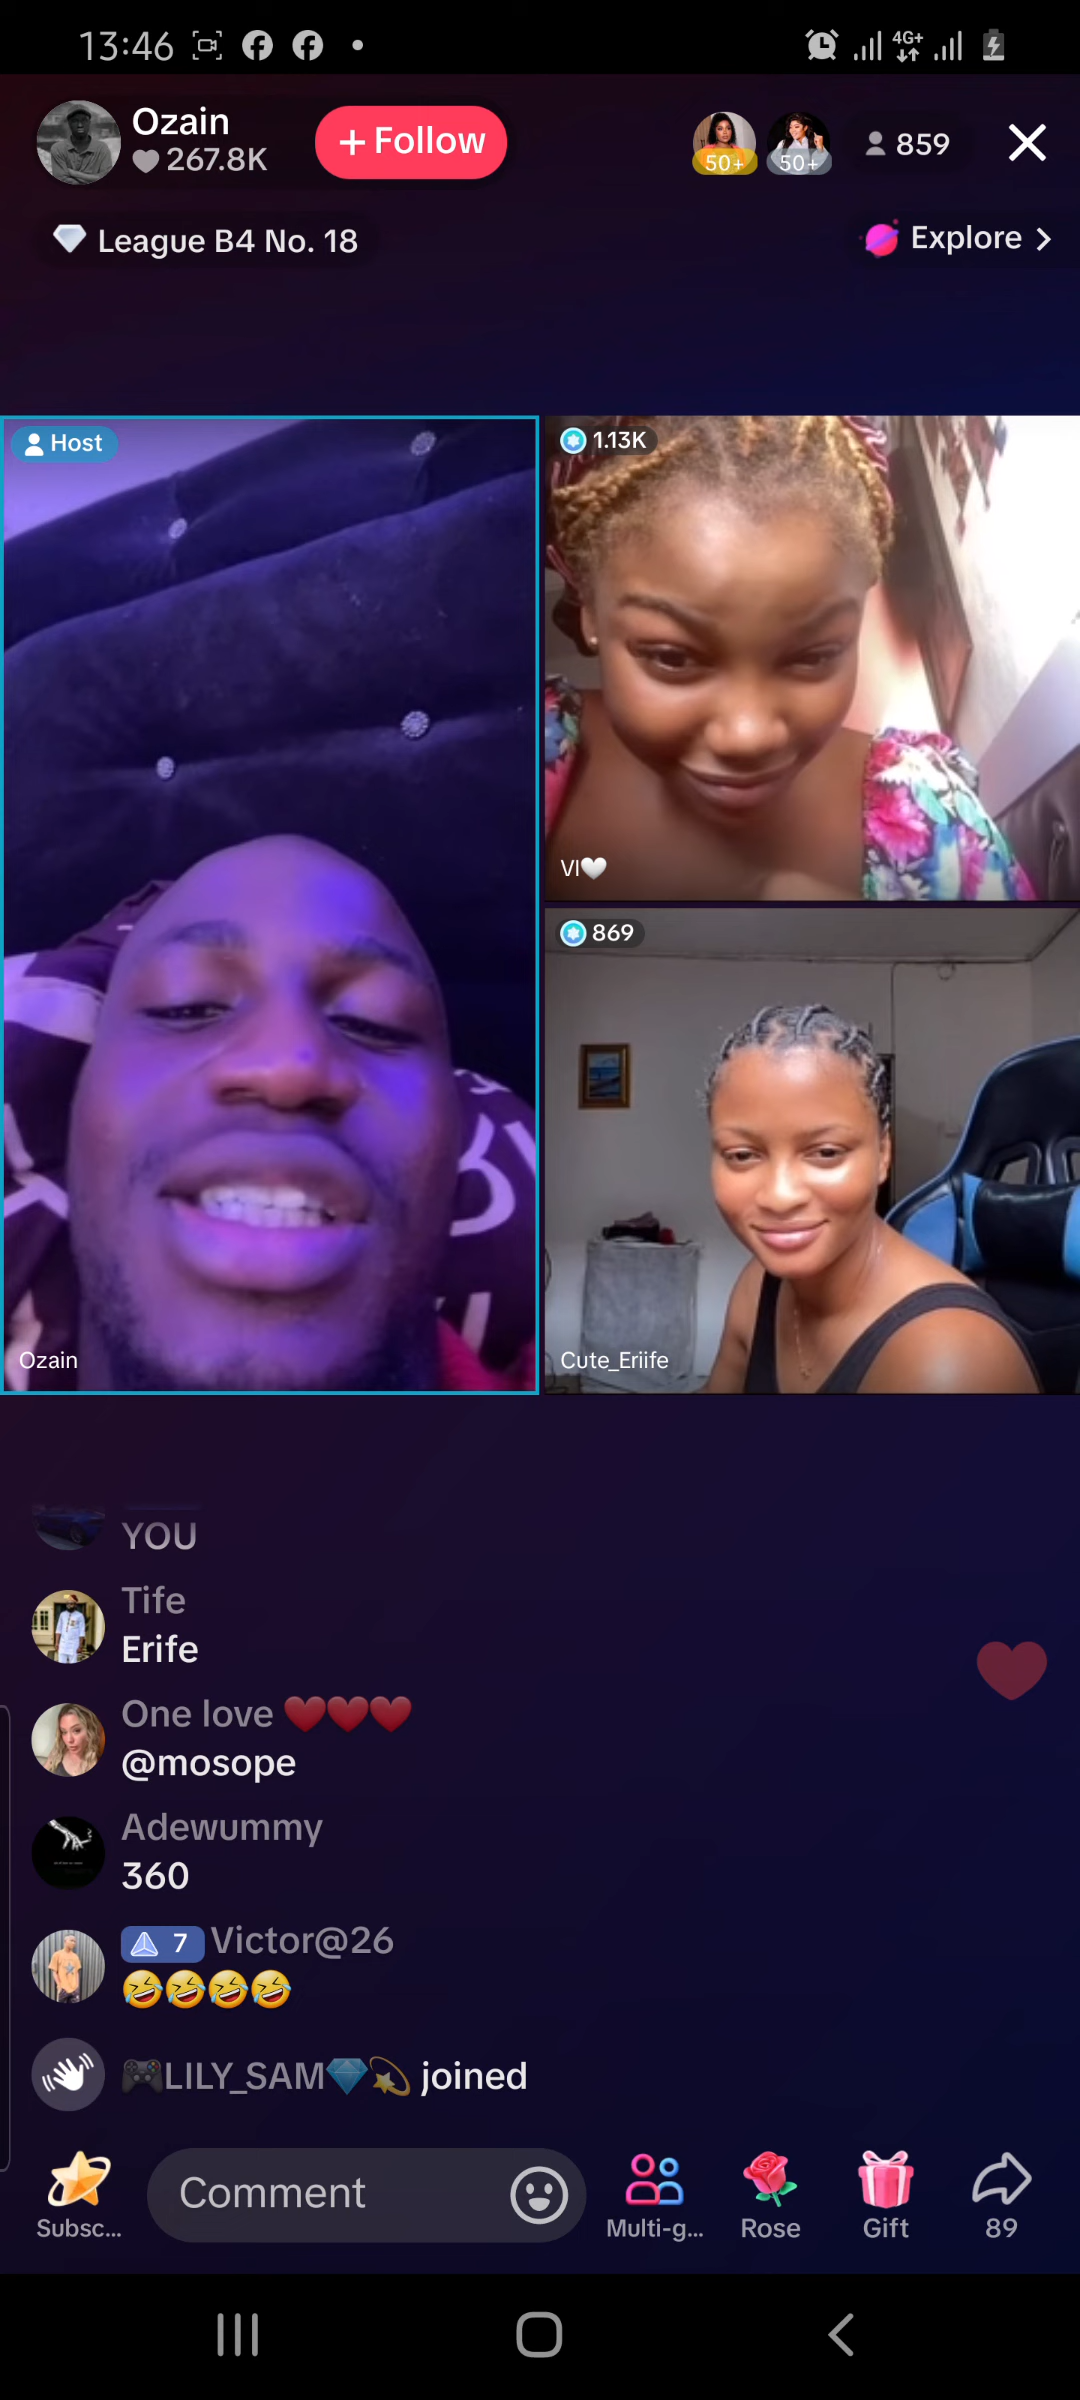 13:46
4G+
Ozain
267.8K
+ Follow
50+
50+
859
League B4 No. 18
Explore >
Host
1.13K
VI🤍
869
Ozain
Cute_Eriife
YOU
Tife
Erife
One love ❤️❤️❤️
@mosope
Adewummy
360
7 Victor@26
🤣🤣🤣🤣
🎮LILY_SAM💎💫 joined
Subsc...
Comment
Multi-g...
Rose
Gift
89